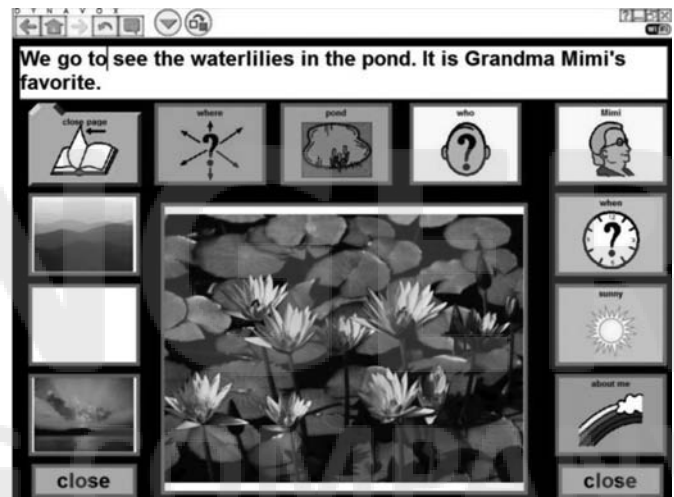 DYNAVOX
We go to see the waterlilies in the pond. It is Grandma Mimi's
favorite.
close page
where
pond
who
Mimi
when
sunny
about me
close
close